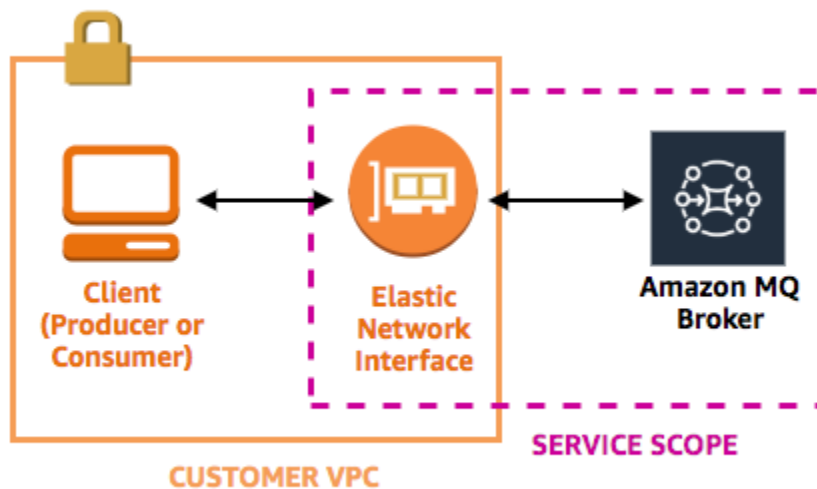 Client
(Producer or
Consumer)
Elastic
Network
Interface
Amazon MQ
Broker
SERVICE SCOPE
CUSTOMER VPC